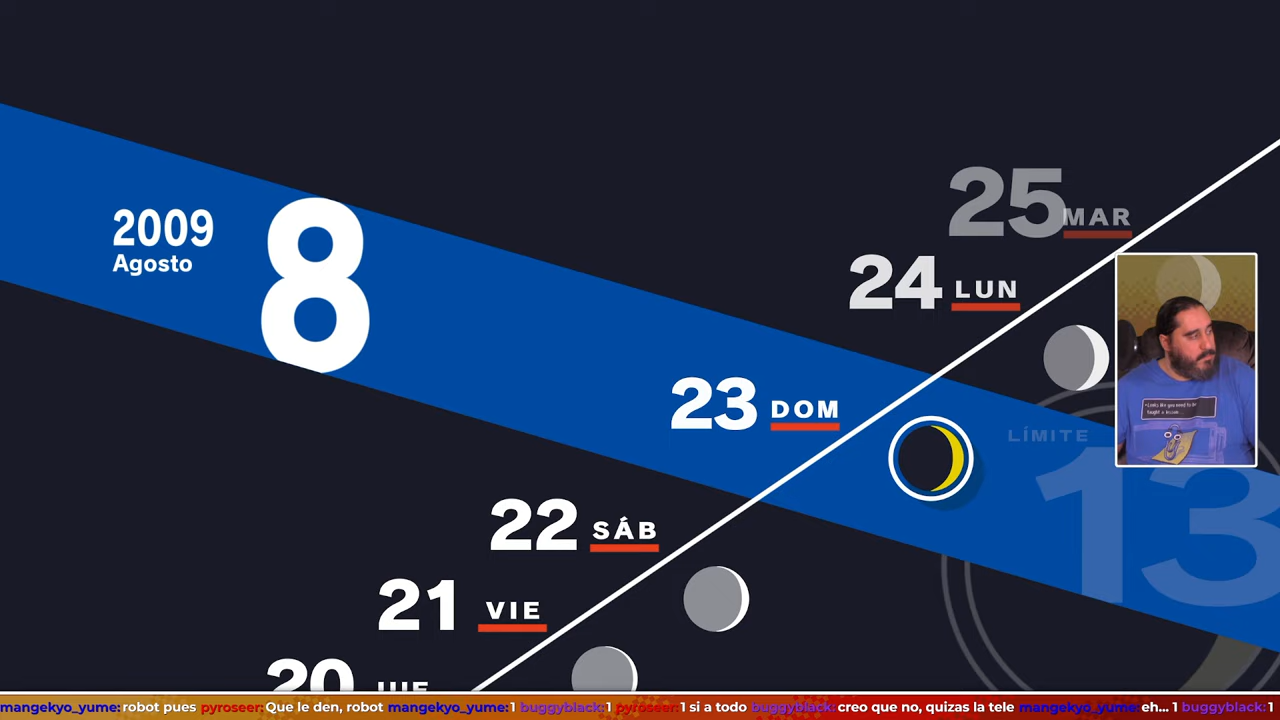 2009
Agosto
8
25 MAR
24 LUN
23 DOM
LÍMITE
13
22 SÁB
21 VIE
20 JUE
mangekyo_yume: robot pues pyroseer: Que le den, robot mangekyo_yume: 1 buggyblack: 1 pyroseer: 1 si a todo buggyblack: creo que no, quizas la tele mangekyo_yume: eh... 1 buggyblack: 1